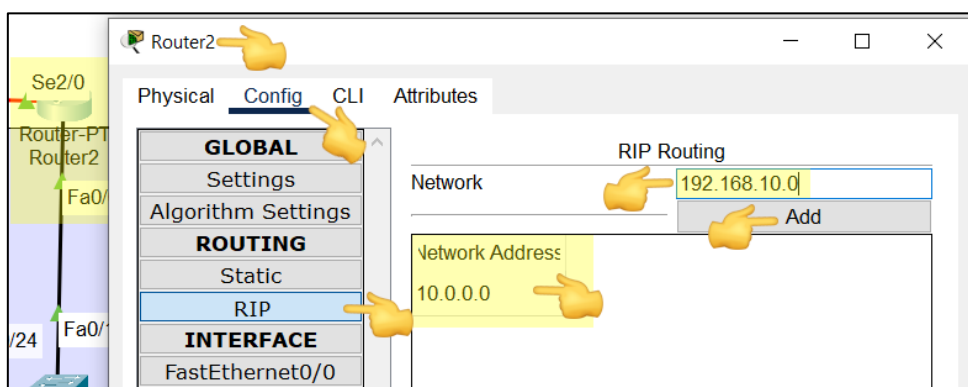 Router2
Se2/0
Router-PT
Router2
Fa0/
/24
Fa0/
Physical Config CLI Attributes
GLOBAL
Settings
Algorithm Settings
ROUTING
Static
RIP
INTERFACE
FastEthernet0/0
RIP Routing
Network
192.168.10.0
Add
Network Address
10.0.0.0